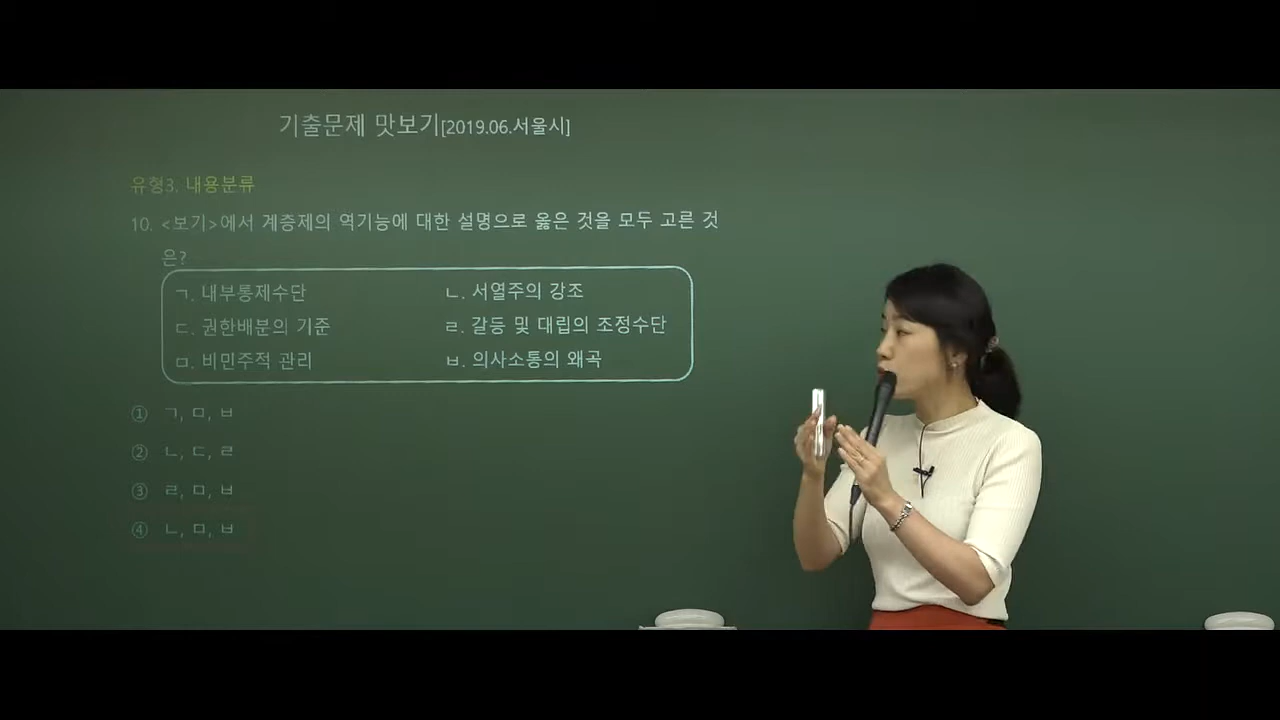 기출문제 맛보기[2019.06.서울시]
유형3. 내용분류
10. <보기>에서 계층제의 역기능에 대한 설명으로 옳은 것을 모두 고른 것
은?
ㄱ. 내부통제수단 ㄴ. 서열주의 강조
ㄷ. 권한배분의 기준 ㄹ. 갈등 및 대립의 조정수단
ㅁ. 비민주적 관리 ㅂ. 의사소통의 왜곡
① ㄱ, ㅁ, ㅂ
② ㄴ, ㄷ, ㄹ
③ ㄹ, ㅁ, ㅂ
④ ㄴ, ㅁ, ㅂ